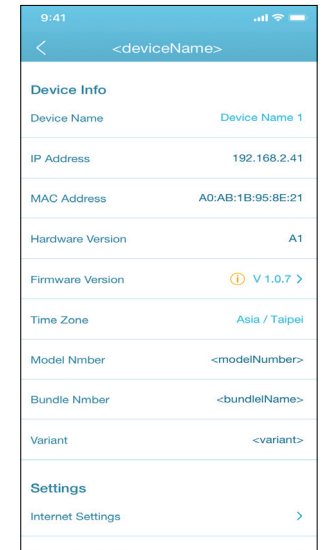 9:41
<deviceName>
Device Info
Device Name Device Name 1
IP Address 192.168.2.41
MAC Address A0:AB:1B:95:8E:21
Hardware Version A1
Firmware Version V 1.0.7
Time Zone Asia / Taipei
Model Nmber <modelNumber>
Bundle Nmber <bundlelName>
Variant <variant>
Settings
Internet Settings